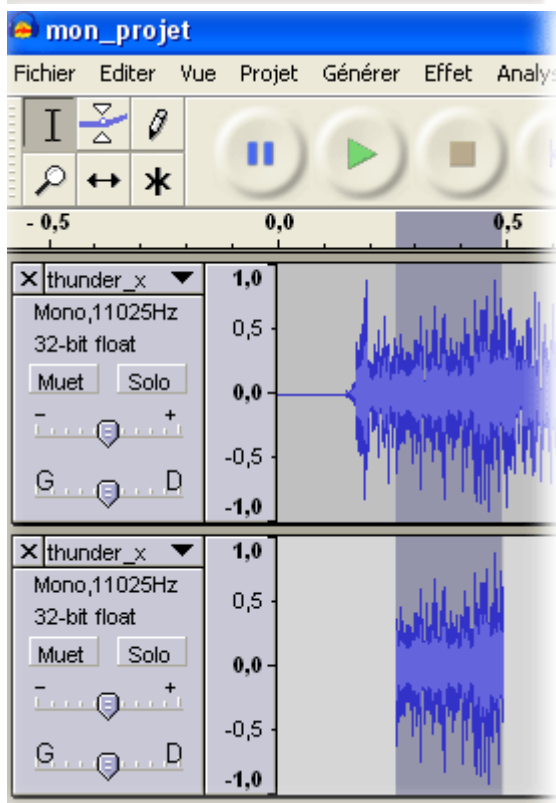 mon_projet
Fichier Editer Vue Projet Générer Effet Analy
- 0,5 0,0 0,5
thunder_x
Mono,11025Hz
32-bit float
Muet Solo
- +
G D
1,0
0,5
0,0
-0,5
-1,0
thunder_x
Mono,11025Hz
32-bit float
Muet Solo
- +
G D
1,0
0,5
0,0
-0,5
-1,0